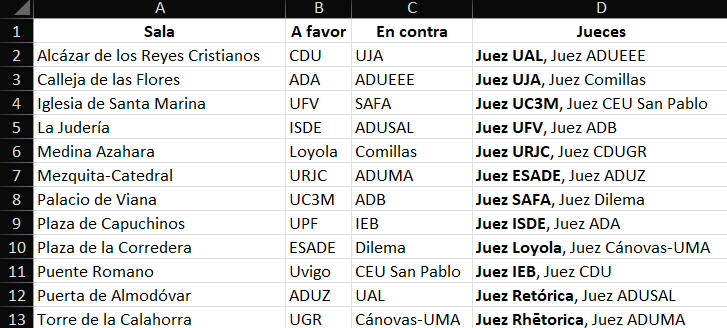 A B C D
1 Sala A favor En contra Jueces
2 Alcázar de los Reyes Cristianos CDU UJA Juez UAL, Juez ADUEEE
3 Calleja de las Flores ADA ADUEEE Juez UJA, Juez Comillas
4 Iglesia de Santa Marina UFV SAFA Juez UC3M, Juez CEU San Pablo
5 La Judería ISDE ADUSAL Juez UFV, Juez ADB
6 Medina Azahara Loyola Comillas Juez URJC, Juez CDUGR
7 Mezquita-Catedral URJC ADUMA Juez ESADE, Juez ADUZ
8 Palacio de Viana UC3M ADB Juez SAFA, Juez Dilema
9 Plaza de Capuchinos UPF IEB Juez ISDE, Juez ADA
10 Plaza de la Corredera ESADE Dilema Juez Loyola, Juez Cánovas-UMA
11 Puente Romano Uvigo CEU San Pablo Juez IEB, Juez CDU
12 Puerta de Almodóvar ADUZ UAL Juez Retórica, Juez ADUSAL
13 Torre de la Calahorra UGR Cánovas-UMA Juez Rhētorica, Juez ADUMA